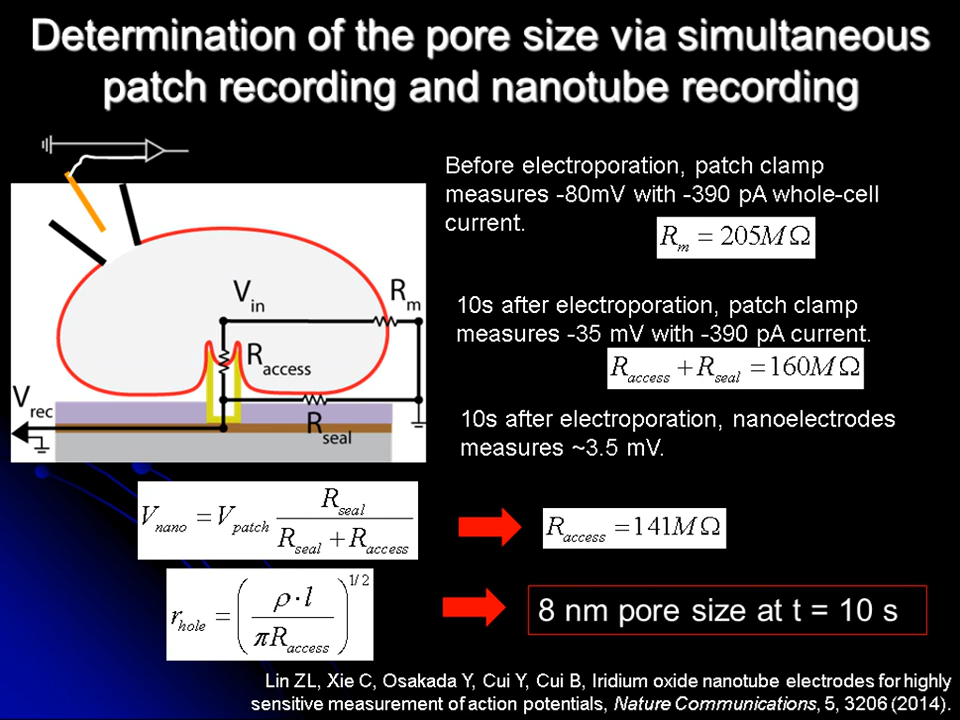 Determination of the pore size via simultaneous
patch recording and nanotube recording
Before electroporation, patch clamp
measures -80mV with -390 pA whole-cell
current.
R_m = 205M Ω
V_in
R_m
R_access
V_rec
R_seal
10s after electroporation, patch clamp
measures -35 mV with -390 pA current.
R_access + R_seal = 160M Ω
10s after electroporation, nanoelectrodes
measures ~3.5 mV.
V_nano = V_patch R_seal / (R_seal + R_access)
R_access = 141M Ω
r_hole = (ρ · l / πR_access)^1/2
8 nm pore size at t = 10 s
Lin ZL, Xie C, Osakada Y, Cui Y, Cui B, Iridium oxide nanotube electrodes for highly
sensitive measurement of action potentials, Nature Communications, 5, 3206 (2014).